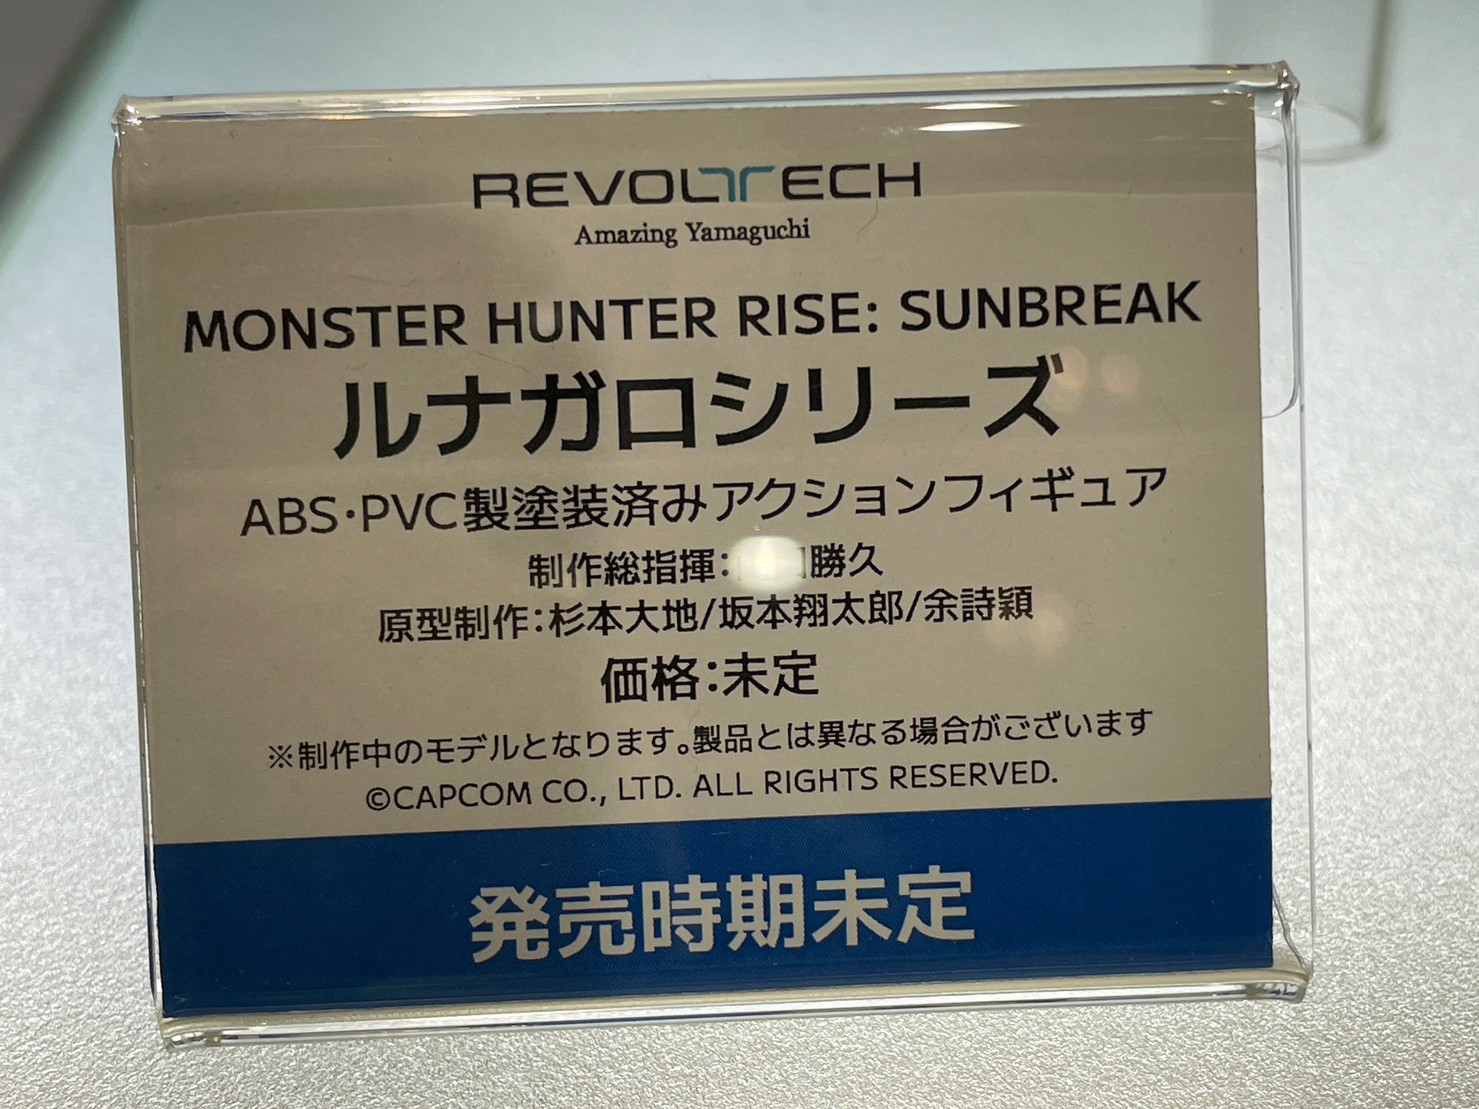 REVOLTECH
Amazing Yamaguchi
MONSTER HUNTER RISE: SUNBREAK
ルナガロシリーズ
ABS・PVC製塗装済みアクションフィギュア
制作総指揮:勝久
原型制作:杉本大地/坂本翔太郎/余詩穎
価格:未定
※制作中のモデルとなります。製品とは異なる場合がございます
©CAPCOM CO., LTD. ALL RIGHTS RESERVED.
発売時期未定